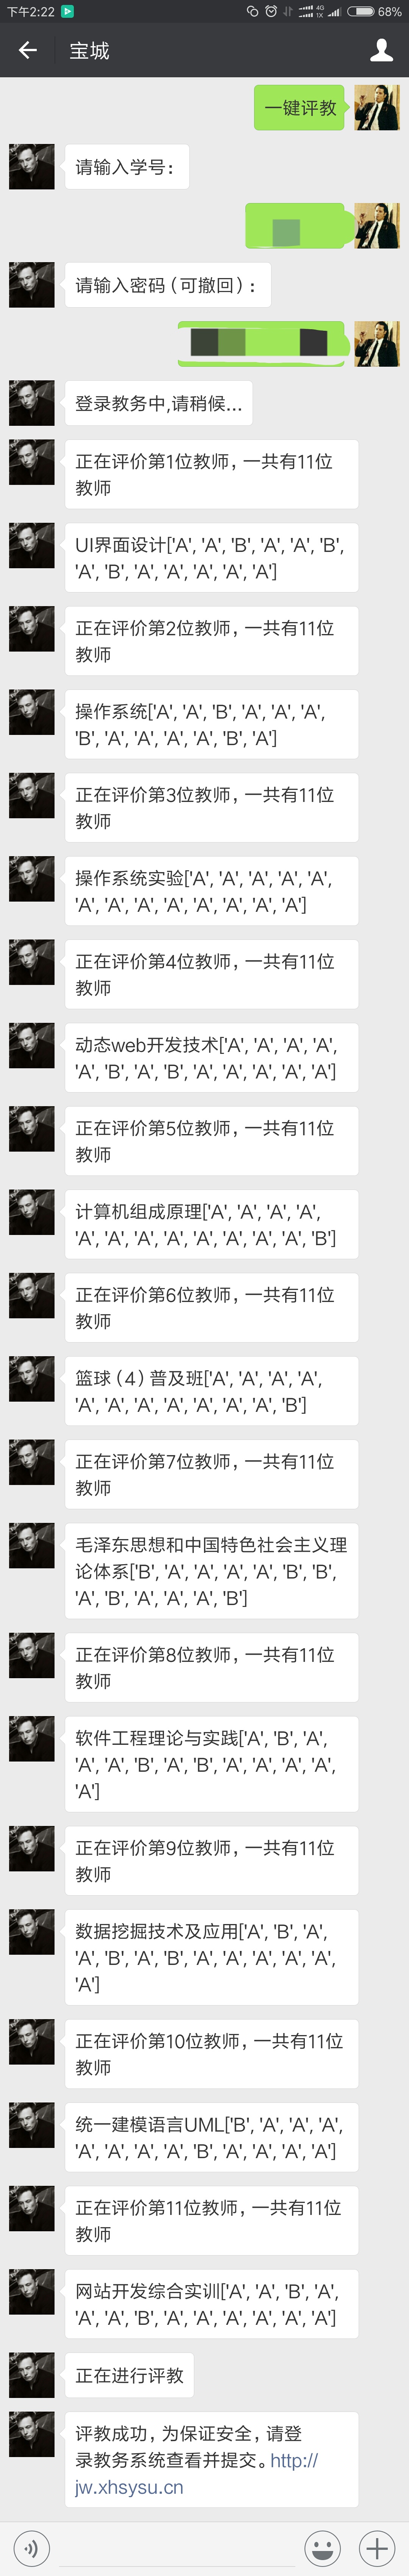 下午2:22
4G
1X
68%
宝城
一键评教
请输入学号：
请输入密码（可撤回）：
登录教务中,请稍候...
正在评价第1位教师，一共有11位
教师
UI界面设计['A', 'A', 'B', 'A', 'A', 'B',
'A', 'B', 'A', 'A', 'A', 'A', 'A']
正在评价第2位教师，一共有11位
教师
操作系统['A', 'A', 'B', 'A', 'A', 'A',
'B', 'A', 'A', 'A', 'A', 'B', 'A']
正在评价第3位教师，一共有11位
教师
操作系统实验['A', 'A', 'A', 'A', 'A',
'A', 'A', 'A', 'A', 'A', 'A', 'A', 'A']
正在评价第4位教师，一共有11位
教师
动态web开发技术['A', 'A', 'A', 'A',
'A', 'B', 'A', 'B', 'A', 'A', 'A', 'A', 'A']
正在评价第5位教师，一共有11位
教师
计算机组成原理['A', 'A', 'A', 'A',
'A', 'A', 'A', 'A', 'A', 'A', 'A', 'A', 'B']
正在评价第6位教师，一共有11位
教师
篮球（4）普及班['A', 'A', 'A', 'A',
'A', 'A', 'A', 'A', 'A', 'A', 'A', 'B']
正在评价第7位教师，一共有11位
教师
毛泽东思想和中国特色社会主义理
论体系['B', 'A', 'A', 'A', 'A', 'B', 'B',
'A', 'B', 'A', 'A', 'A', 'B']
正在评价第8位教师，一共有11位
教师
软件工程理论与实践['A', 'B', 'A',
'A', 'A', 'B', 'A', 'B', 'A', 'A', 'A', 'A',
'A']
正在评价第9位教师，一共有11位
教师
数据挖掘技术及应用['A', 'B', 'A',
'A', 'B', 'A', 'B', 'A', 'A', 'A', 'A', 'A',
'A']
正在评价第10位教师，一共有11位
教师
统一建模语言UML['B', 'A', 'A', 'A',
'A', 'A', 'A', 'A', 'B', 'A', 'A', 'A', 'A']
正在评价第11位教师，一共有11位
教师
网站开发综合实训['A', 'A', 'B', 'A',
'A', 'A', 'B', 'A', 'A', 'A', 'A', 'A', 'A']
正在进行评教
评教成功，为保证安全，请登
录教务系统查看并提交。http://
jw.xhsysu.cn